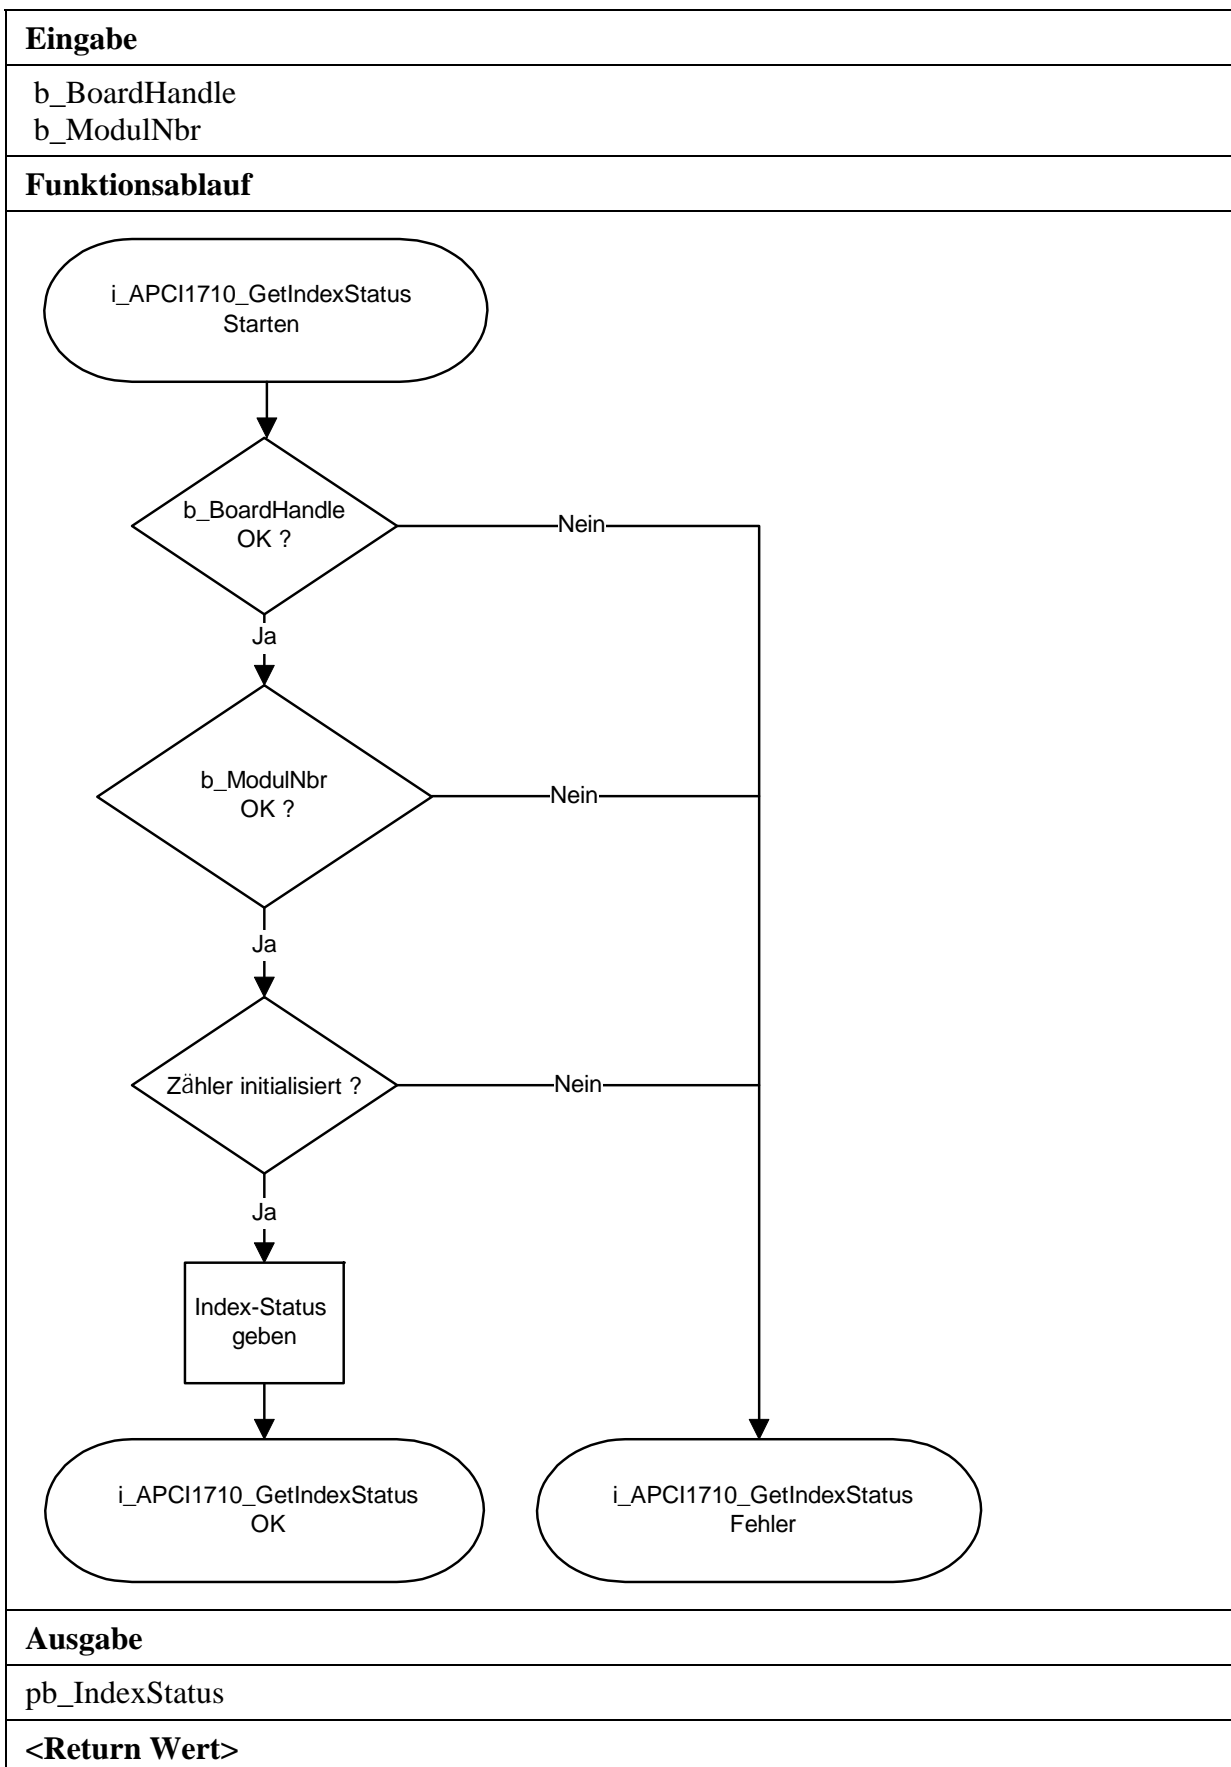 Eingabe
b_BoardHandle
b_ModulNbr
Funktionsablauf
i_APCI1710_GetIndexStatus
Starten
b_BoardHandle
OK ?
Nein
Ja
b_ModulNbr
OK ?
Nein
Ja
Zähler initialisiert ?
Nein
Ja
Index-Status
geben
i_APCI1710_GetIndexStatus
OK
i_APCI1710_GetIndexStatus
Fehler
Ausgabe
pb_IndexStatus
<Return Wert>